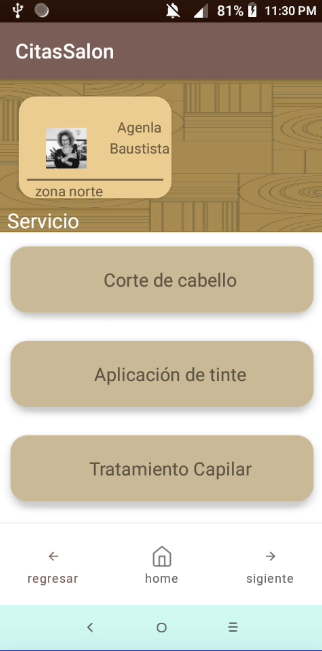 81% 11:30 PM
CitasSalon
Agenla
Baustista
zona norte
Servicio
Corte de cabello
Aplicación de tinte
Tratamiento Capilar
regresar home sigiente